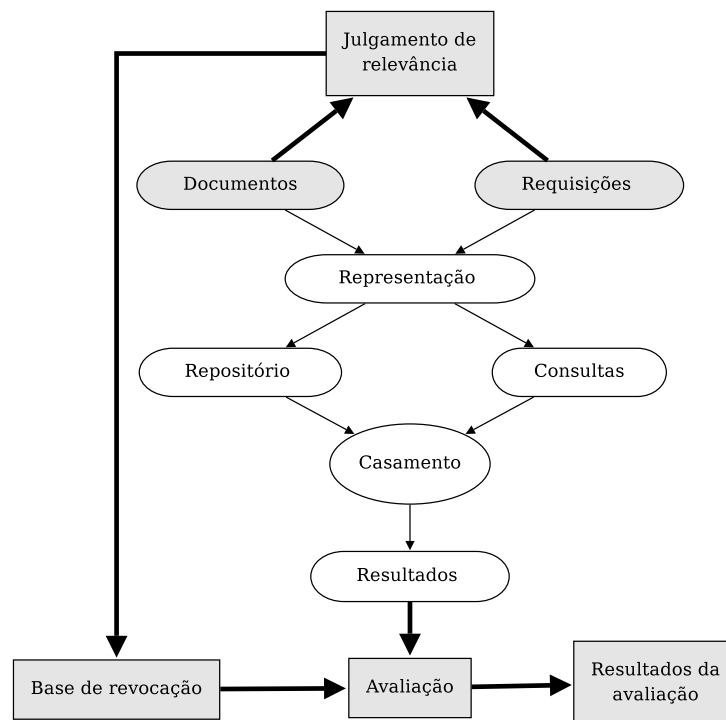 Julgamento de
relevância
Documentos
Requisições
Representação
Repositório
Consultas
Casamento
Resultados
Base de revocação
Avaliação
Resultados da
avaliação